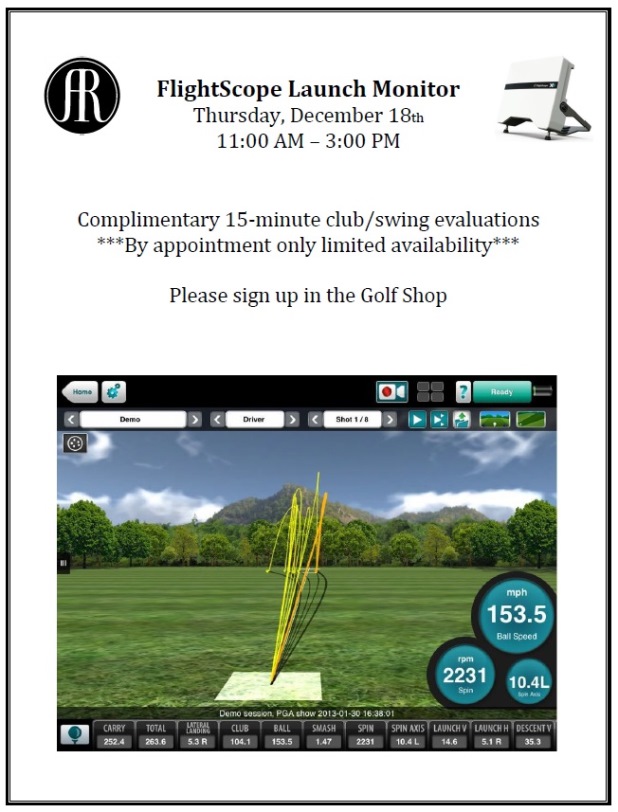 FR
FlightScope Launch Monitor
Thursday, December 18th
11:00 AM – 3:00 PM
Complimentary 15-minute club/swing evaluations
***By appointment only limited availability***
Please sign up in the Golf Shop
Home
?
Ready
Demo
Driver
Shot 1 / 8
mph
153.5
Ball Speed
rpm
2231
Spin
10.4L
Spin Axis
Demo session, PGA show 2013-01-30 16:38:01
CARRY TOTAL LATERAL LANDING CLUB BALL SMASH SPIN SPIN AXIS LAUNCH V LAUNCH H DESCENT V
252.4 263.6 5.3 R 104.1 153.5 1.47 2231 10.4 L 14.6 5.1 R 35.3